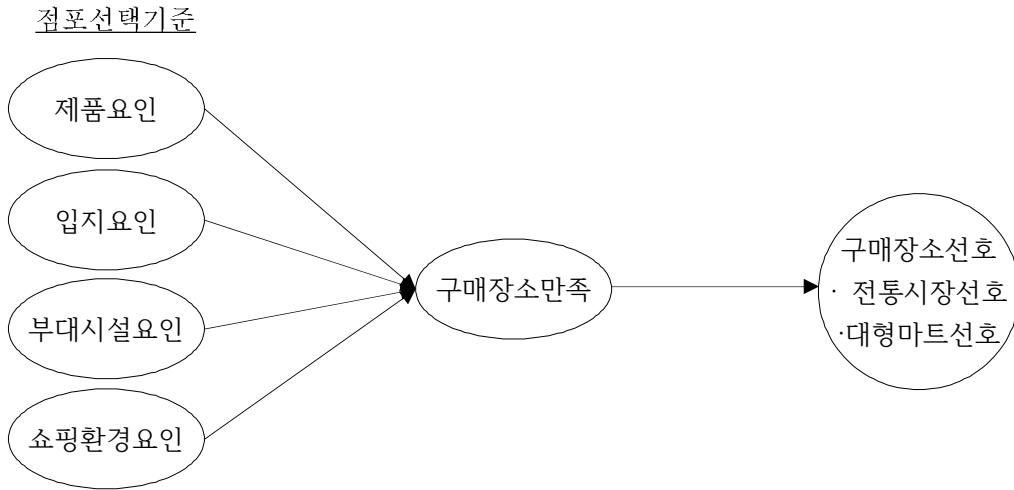 점포선택기준
제품요인
입지요인
부대시설요인
쇼핑환경요인
구매장소만족
구매장소선호
· 전통시장선호
·대형마트선호